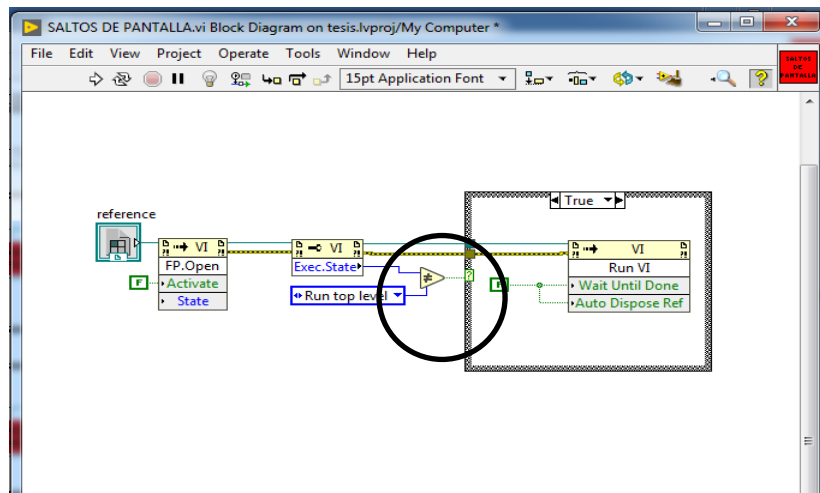 SALTOS DE PANTALLA.vi Block Diagram on tesis.lvproj/My Computer *
File Edit View Project Operate Tools Window Help
15pt Application Font
SALTOS
DE
PANTALLA
True
reference
VI
FP.Open
Activate
State
F
VI
Exec.State
Run top level
≠
?
VI
Run VI
Wait Until Done
Auto Dispose Ref
F